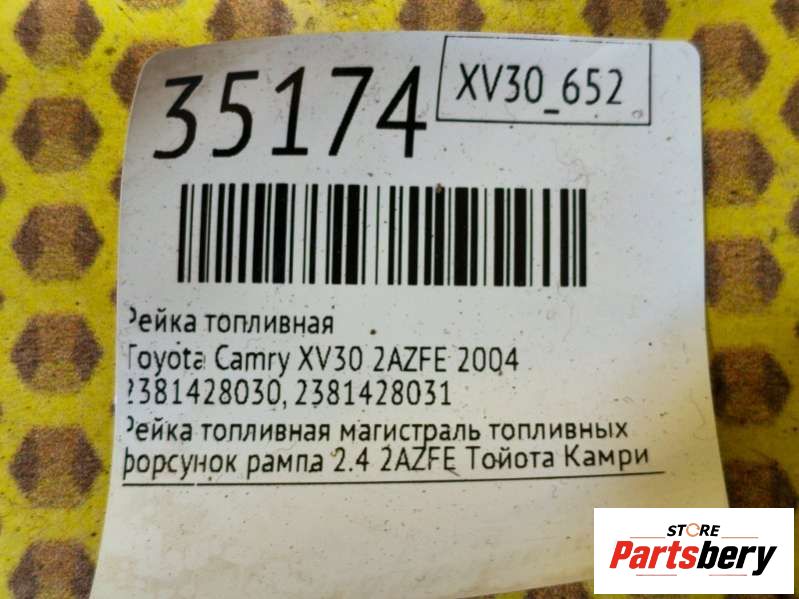 35174
XV30_652
Рейка топливная
Toyota Camry XV30 2AZFE 2004
2381428030, 2381428031
Рейка топливная магистраль топливных
форсунок рампа 2.4 2AZFE Тойота Камри
STORE
Partsbery